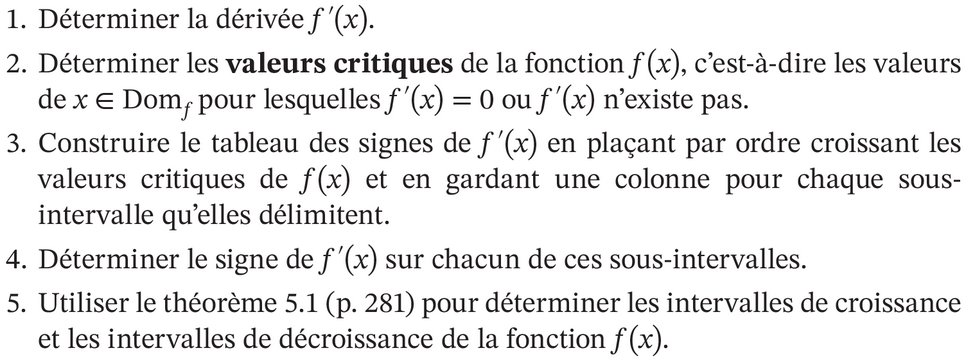 1. Déterminer la dérivée f ′(x).
2. Déterminer les valeurs critiques de la fonction f (x), c’est-à-dire les valeurs
de x ∈ Dom_f pour lesquelles f ′(x) = 0 ou f ′(x) n’existe pas.
3. Construire le tableau des signes de f ′(x) en plaçant par ordre croissant les
valeurs critiques de f (x) et en gardant une colonne pour chaque sous-
intervalle qu’elles délimitent.
4. Déterminer le signe de f ′(x) sur chacun de ces sous-intervalles.
5. Utiliser le théorème 5.1 (p. 281) pour déterminer les intervalles de croissance
et les intervalles de décroissance de la fonction f (x).